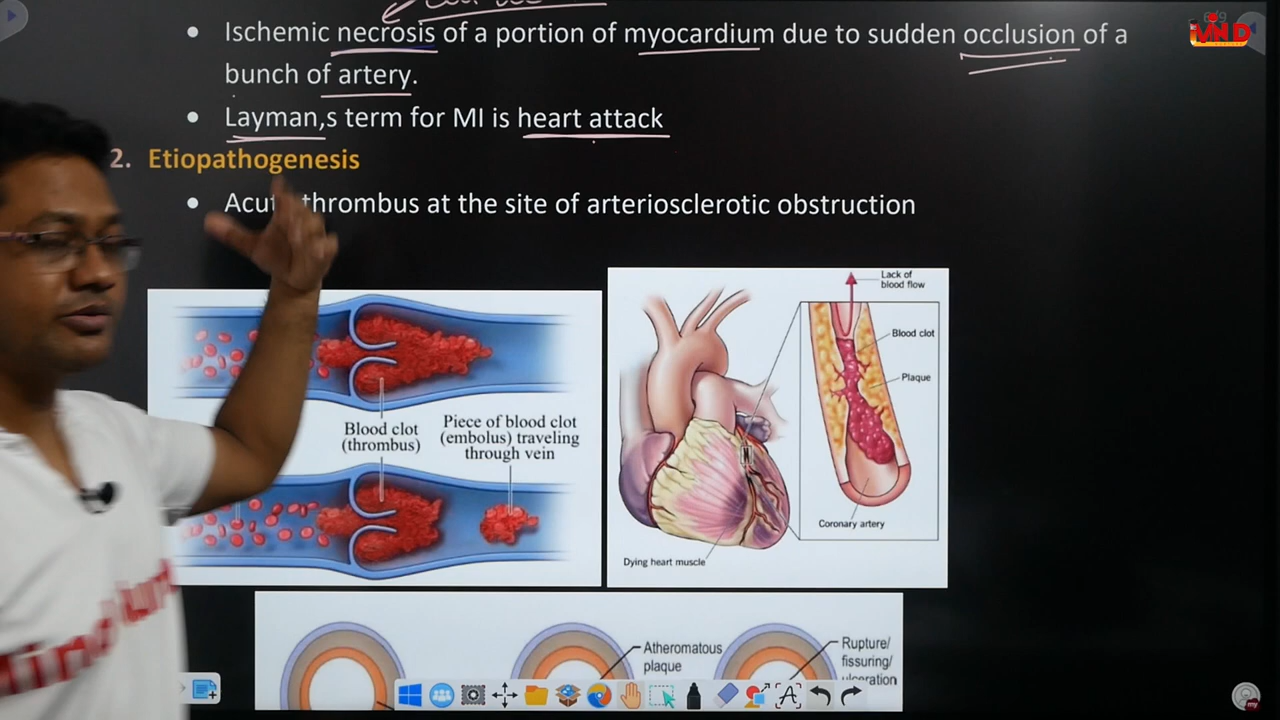 • Ischemic necrosis of a portion of myocardium due to sudden occlusion of a
bunch of artery.
• Layman,s term for MI is heart attack
2. Etiopathogenesis
• Acute thrombus at the site of arteriosclerotic obstruction
Lack of
blood flow
Blood clot
Plaque
Coronary artery
Dying heart muscle
Blood clot
(thrombus)
Piece of blood clot
(embolus) traveling
through vein
Atheromatous
plaque
Rupture/
fissuring/
ulceration
my